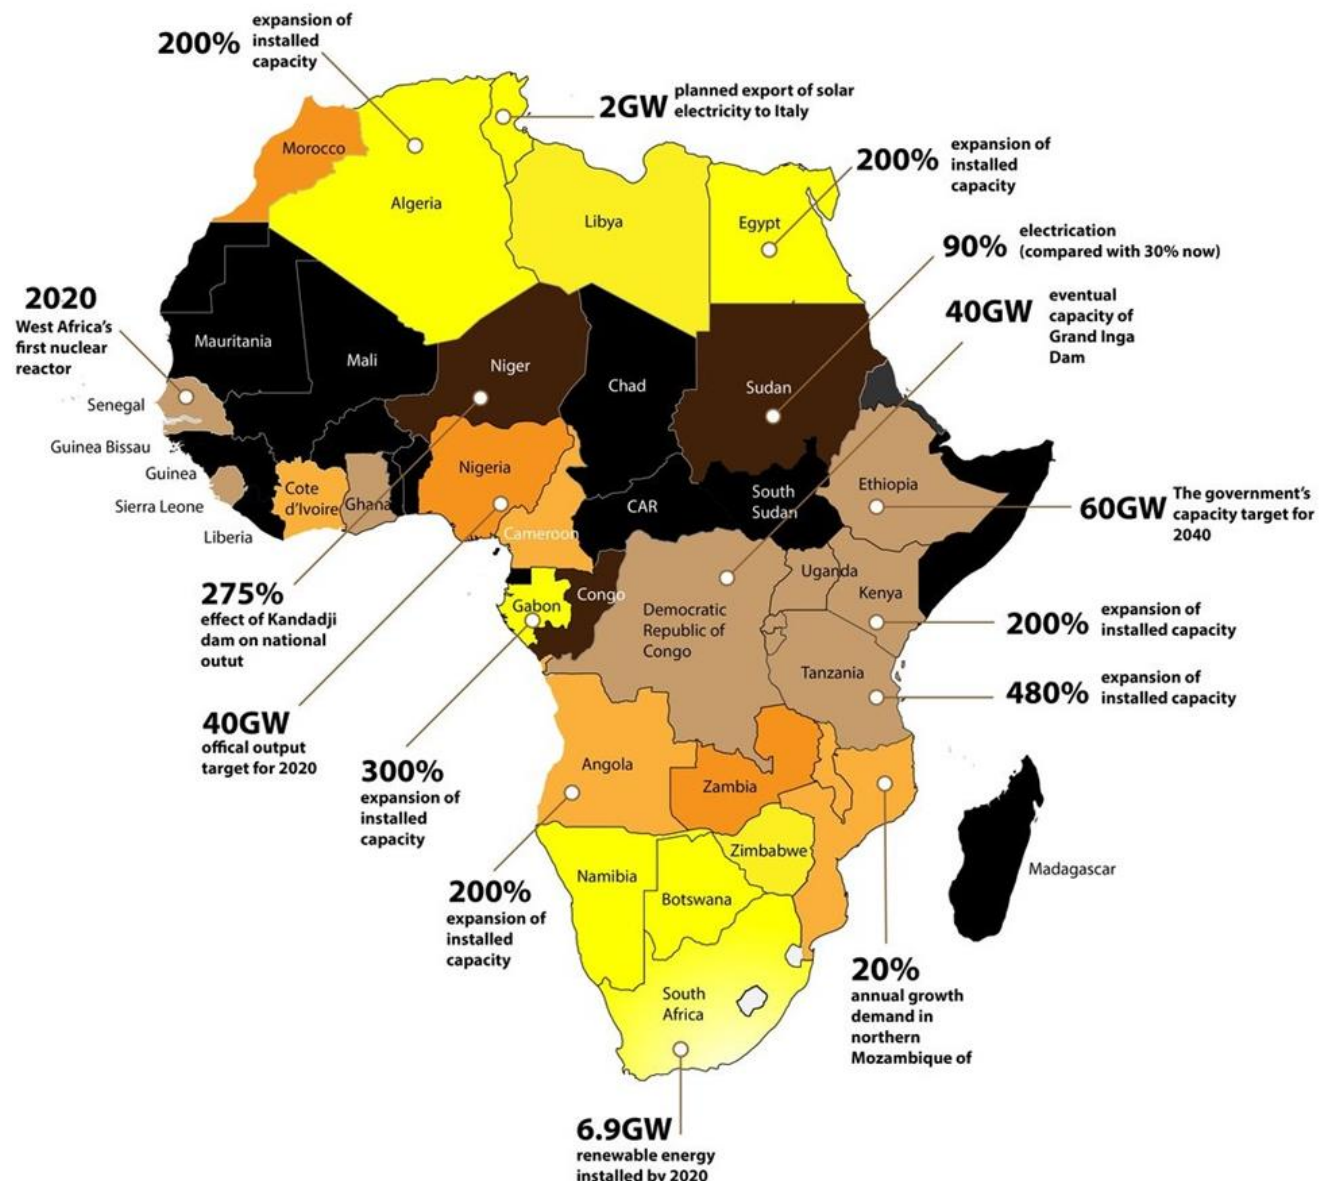 200%
expansion of
installed
capacity
2GW
planned export of solar
electricity to Italy
200%
expansion of
installed
capacity
90%
electrication
(compared with 30% now)
40GW
eventual
capacity of
Grand Inga
Dam
2020
West Africa's
first nuclear
reactor
Morocco
Algeria
Libya
Egypt
Mauritania
Mali
Niger
Chad
Sudan
Senegal
Guinea Bissau
Guinea
Sierra Leone
Liberia
Cote
d'Ivoire
Ghana
Nigeria
Cameroon
CAR
South
Sudan
Ethiopia
60GW
The government's
capacity target for
2040
Gabon
Congo
Democratic
Republic of
Congo
Uganda
Kenya
Tanzania
200%
expansion of
installed capacity
480%
expansion of
installed capacity
275%
effect of Kandadji
dam on national
outut
40GW
offical output
target for 2020
300%
expansion of
installed
capacity
Angola
Zambia
Zimbabwe
Namibia
Botswana
South
Africa
Madagascar
200%
expansion of
installed
capacity
20%
annual growth
demand in
northern
Mozambique of
6.9GW
renewable energy
installed by 2020